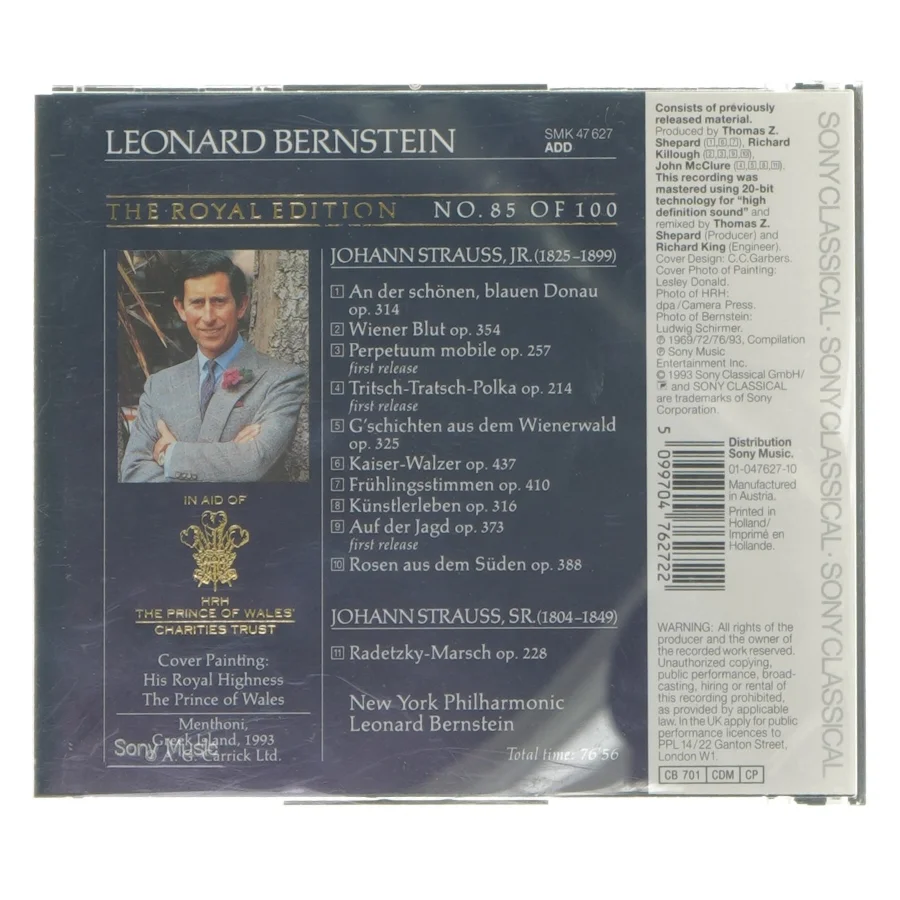 LEONARD BERNSTEIN
SMK 47 627
ADD
THE ROYAL EDITION NO. 85 OF 100
JOHANN STRAUSS, JR. (1825–1899)
1 An der schönen, blauen Donau
op. 314
2 Wiener Blut op. 354
3 Perpetuum mobile op. 257
first release
4 Tritsch-Tratsch-Polka op. 214
first release
5 G'schichten aus dem Wienerwald
op. 325
6 Kaiser-Walzer op. 437
7 Frühlingsstimmen op. 410
8 Künstlerleben op. 316
9 Auf der Jagd op. 373
first release
10 Rosen aus dem Süden op. 388
JOHANN STRAUSS, SR. (1804–1849)
11 Radetzky-Marsch op. 228
New York Philharmonic
Leonard Bernstein
Total time: 76'56
IN AID OF
HRH
THE PRINCE OF WALES'
CHARITIES TRUST
Cover Painting:
His Royal Highness
The Prince of Wales
Menthoni,
Greek Island, 1993
© A. G. Carrick Ltd.
Sony Music
Consists of previously
released material.
Produced by Thomas Z.
Shepard Richard
Killough
John McClure
This recording was
mastered using 20-bit
technology for "high
definition sound" and
remixed by Thomas Z.
Shepard (Producer) and
Richard King (Engineer).
Cover Design: C.C.Garbers.
Cover Photo of Painting:
Lesley Donald.
Photo of HRH:
dpa/Camera Press.
Photo of Bernstein:
Ludwig Schirmer.
℗ 1969/72/76/93, Compilation
℗ Sony Music
Entertainment Inc.
© 1993 Sony Classical GmbH/
and SONY CLASSICAL
are trademarks of Sony
Corporation.
5 099704 762722
Distribution
Sony Music.
01-047627-10
Manufactured
in Austria.
Printed in
Holland/
Imprimé en
Hollande.
WARNING: All rights of the
producer and the owner of
the recorded work reserved.
Unauthorized copying,
public performance, broad-
casting, hiring or rental of
this recording prohibited,
as provided by applicable
law. In the UK apply for public
performance licences to
PPL 14/22 Ganton Street,
London W1.
CB 701 CDM CP
SONY CLASSICAL · SONY CLASSICAL · SONY CLASSICAL